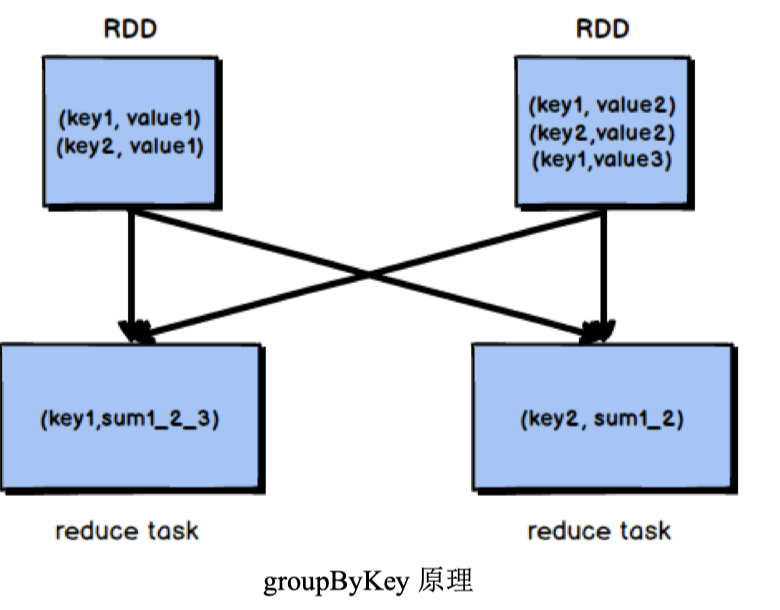 RDD
RDD
(key1, value1)
(key2, value1)
(key1, value2)
(key2,value2)
(key1,value3)
(key1,sum1_2_3)
(key2, sum1_2)
reduce task
reduce task
groupByKey 原理